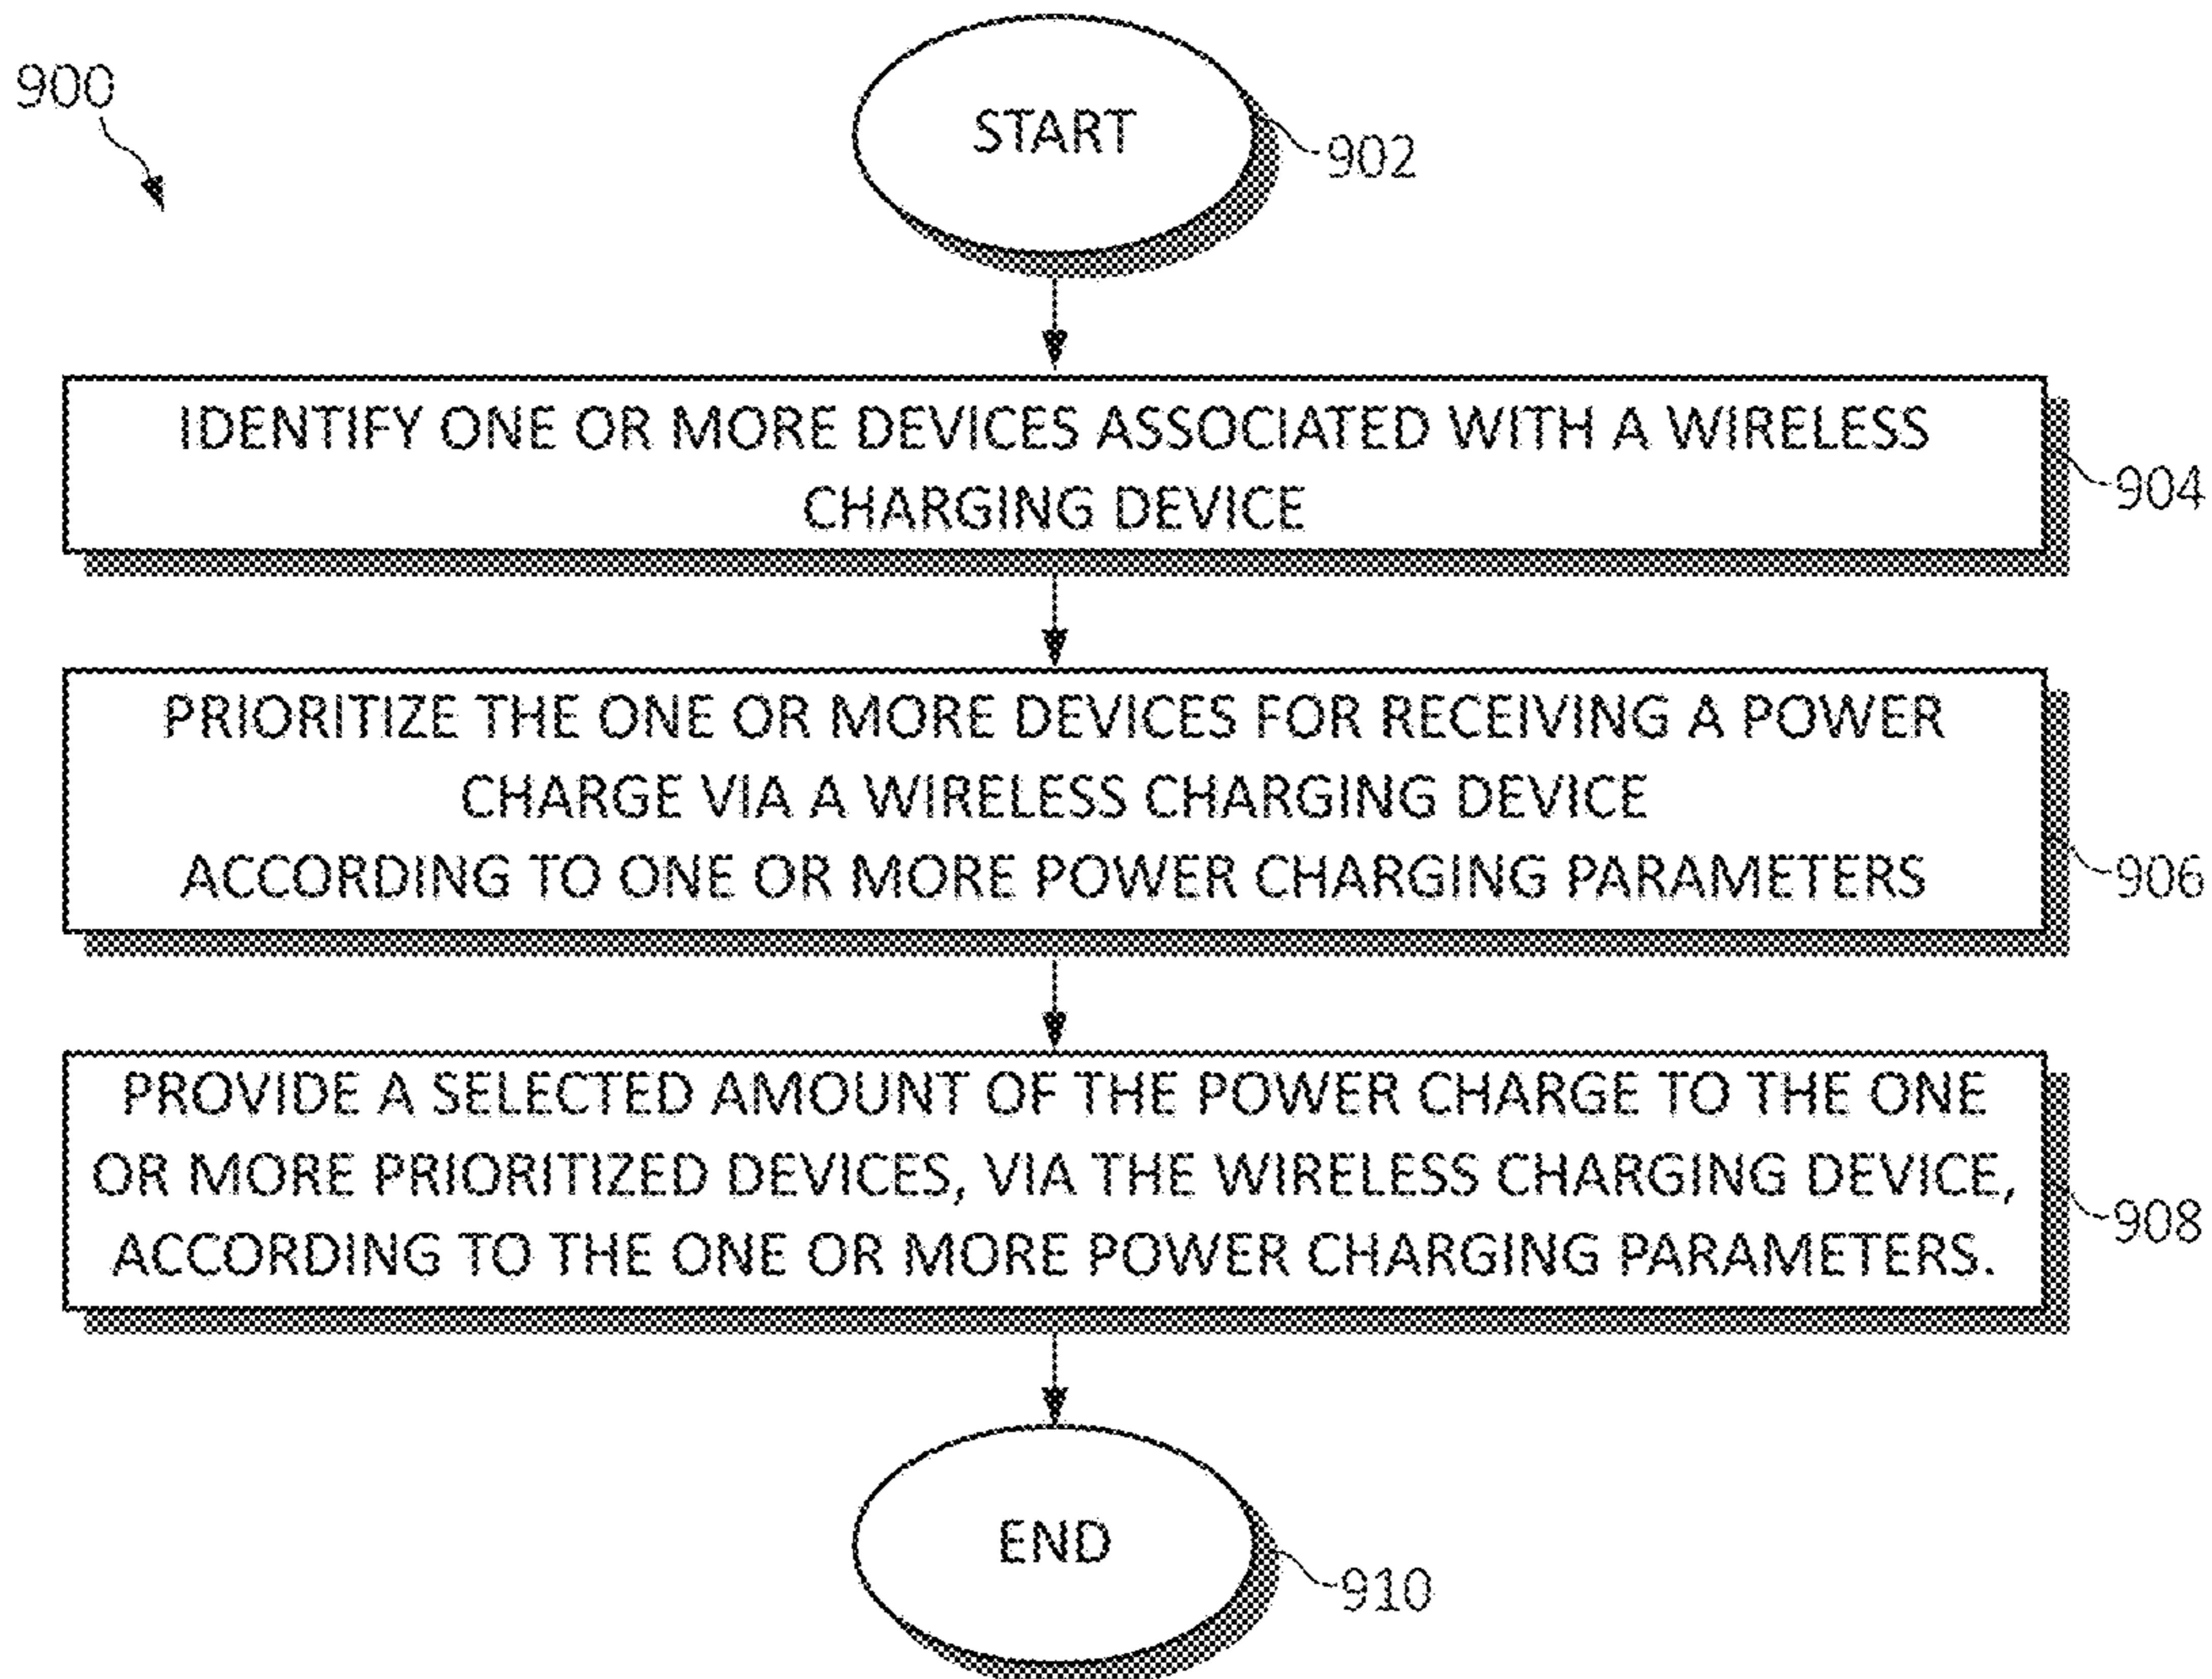 900
START
902
IDENTIFY ONE OR MORE DEVICES ASSOCIATED WITH A WIRELESS
CHARGING DEVICE
904
PRIORITIZE THE ONE OR MORE DEVICES FOR RECEIVING A POWER
CHARGE VIA A WIRELESS CHARGING DEVICE
ACCORDING TO ONE OR MORE POWER CHARGING PARAMETERS
906
PROVIDE A SELECTED AMOUNT OF THE POWER CHARGE TO THE ONE
OR MORE PRIORITIZED DEVICES, VIA THE WIRELESS CHARGING DEVICE,
ACCORDING TO THE ONE OR MORE POWER CHARGING PARAMETERS.
908
END
910